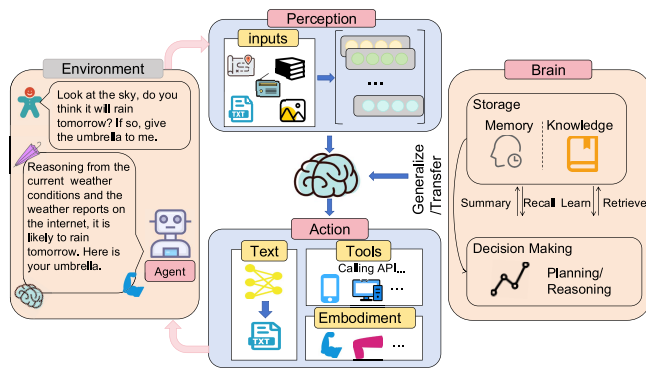 Environment
Look at the sky, do you
think it will rain
tomorrow? If so, give
the umbrella to me.
Reasoning from the
current weather
conditions and the
weather reports on
the internet, it is
likely to rain
tomorrow. Here is
your umbrella.
Agent
Perception
inputs
TXT
...
Generalize
/Transfer
Action
Text
TXT
Tools
Calling API...
...
Embodiment
...
Brain
Storage
Memory
Knowledge
Summary
Recall
Learn
Retrieve
Decision Making
Planning/
Reasoning